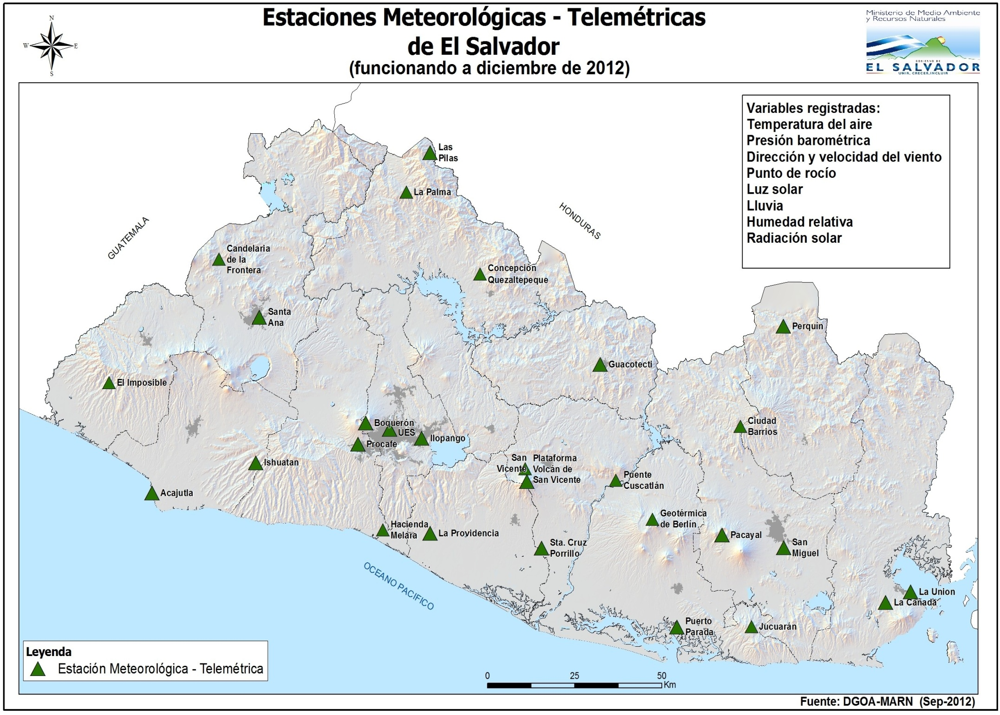 Estaciones Meteorológicas - Telemétricas
de El Salvador
(funcionando a diciembre de 2012)
N
W
E
S
Ministerio de Medio Ambiente
y Recursos Naturales
GOBIERNO DE
EL SALVADOR
UNIR, CRECER, INCLUIR
Variables registradas:
Temperatura del aire
Presión barométrica
Dirección y velocidad del viento
Punto de rocío
Luz solar
Lluvia
Humedad relativa
Radiación solar
Las
Pilas
La Palma
HONDURAS
GUATEMALA
Candelaria
de la
Frontera
Concepción
Quezaltepeque
Santa
Ana
Perquín
Guacotecti
El Imposible
Boquerón
UES
Ilopango
Procafe
Ciudad
Barrios
Ishuatan
San
Vicente
Plataforma
Volcán de
San Vicente
Puente
Cuscatlán
Acajutla
Geotérmica
de Berlín
Hacienda
Melara
La Providencia
Pacayal
Sta. Cruz
Porrillo
San
Miguel
OCEANO PACIFICO
La Union
La Cañada
Puerto
Parada
Jucuarán
Leyenda
Estación Meteorológica - Telemétrica
0 25 50
Km
Fuente: DGOA-MARN (Sep-2012)